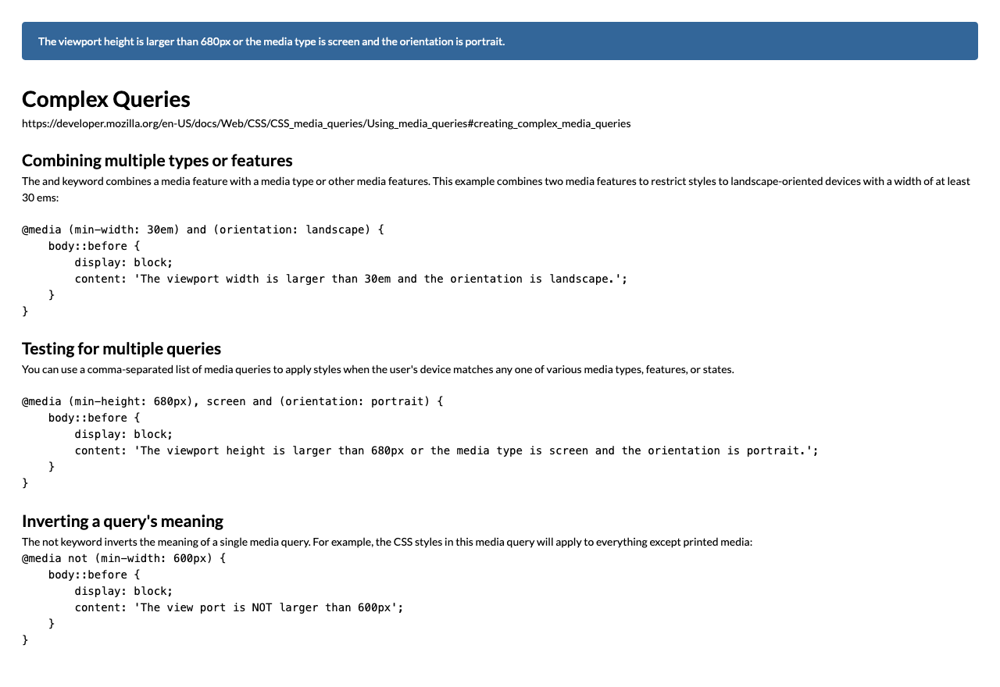 The viewport height is larger than 680px or the media type is screen and the orientation is portrait.
Complex Queries
https://developer.mozilla.org/en-US/docs/Web/CSS/CSS_media_queries/Using_media_queries#creating_complex_media_queries
Combining multiple types or features
The and keyword combines a media feature with a media type or other media features. This example combines two media features to restrict styles to landscape-oriented devices with a width of at least
30 ems:
@media (min-width: 30em) and (orientation: landscape) {
    body::before {
        display: block;
        content: 'The viewport width is larger than 30em and the orientation is landscape.';
    }
}
Testing for multiple queries
You can use a comma-separated list of media queries to apply styles when the user's device matches any one of various media types, features, or states.
@media (min-height: 680px), screen and (orientation: portrait) {
    body::before {
        display: block;
        content: 'The viewport height is larger than 680px or the media type is screen and the orientation is portrait.';
    }
}
Inverting a query's meaning
The not keyword inverts the meaning of a single media query. For example, the CSS styles in this media query will apply to everything except printed media:
@media not (min-width: 600px) {
    body::before {
        display: block;
        content: 'The view port is NOT larger than 600px';
    }
}